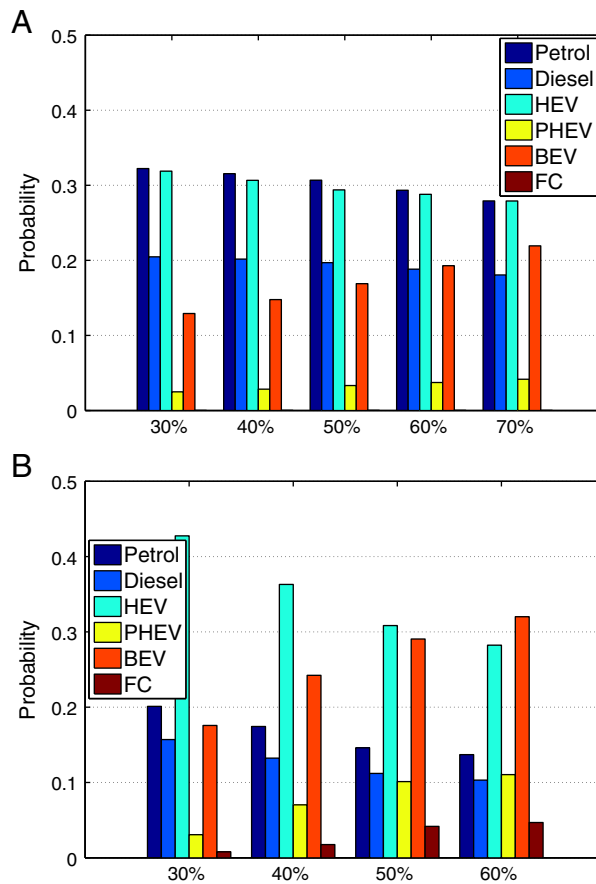 A
0.5
0.4
0.3
0.2
0.1
0
Probability
Petrol
Diesel
HEV
PHEV
BEV
FC
30% 40% 50% 60% 70%
B
0.5
0.4
0.3
0.2
0.1
0
Probability
Petrol
Diesel
HEV
PHEV
BEV
FC
30% 40% 50% 60%